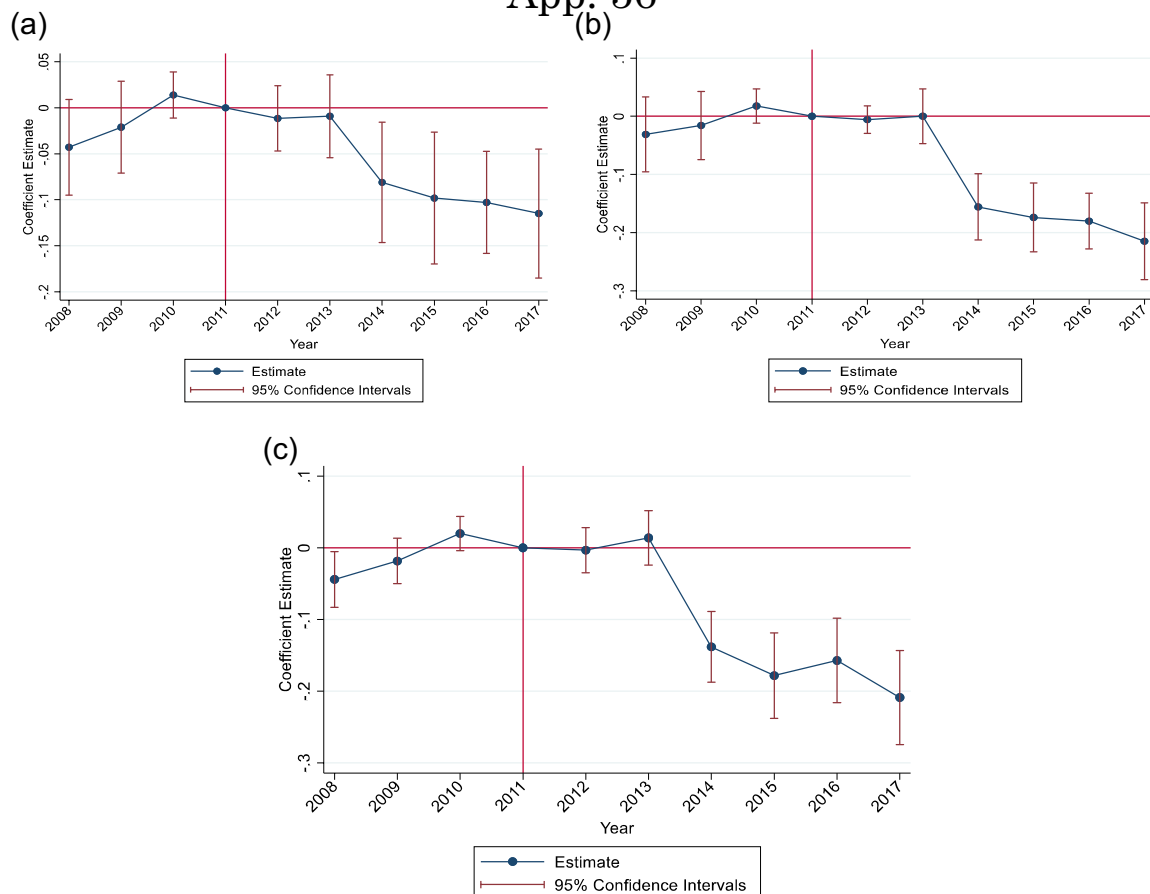 App. 36
(a)
.05
0
-.05
-.1
-.15
-.2
Coefficient Estimate
2008
2009
2010
2011
2012
2013
2014
2015
2016
2017
Year
Estimate
95% Confidence Intervals
(b)
.1
0
-.1
-.2
-.3
Coefficient Estimate
2008
2009
2010
2011
2012
2013
2014
2015
2016
2017
Year
Estimate
95% Confidence Intervals
(c)
.1
0
-.1
-.2
-.3
Coefficient Estimate
2008
2009
2010
2011
2012
2013
2014
2015
2016
2017
Year
Estimate
95% Confidence Intervals